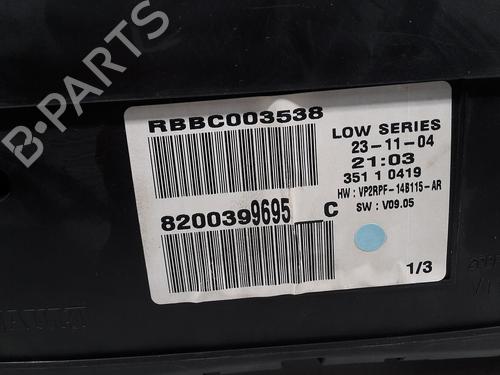 RBBC003538
LOW SERIES
23-11-04
21:03
351 1 0419
HW : VP2RPF-14B115-AR
SW : V09.05
8200399695__C
1/3
B-PARTS